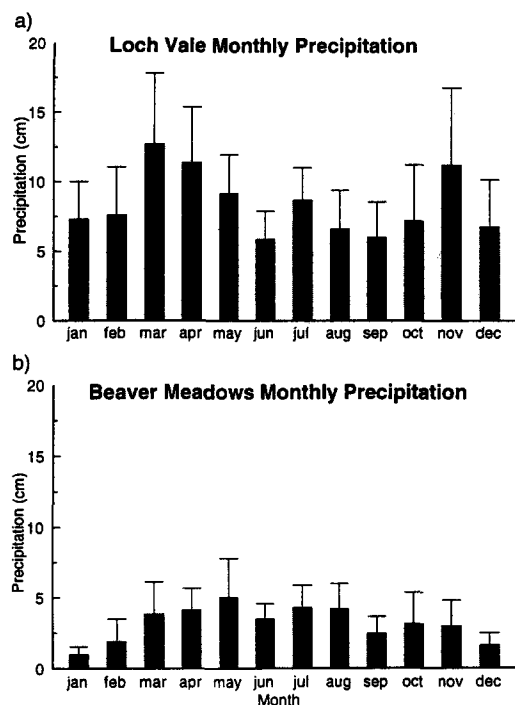 a)
Loch Vale Monthly Precipitation
Precipitation (cm)
20
15
10
5
0
jan feb mar apr may jun jul aug sep oct nov dec
b)
Beaver Meadows Monthly Precipitation
Precipitation (cm)
20
15
10
5
0
jan feb mar apr may jun jul aug sep oct nov dec
Month